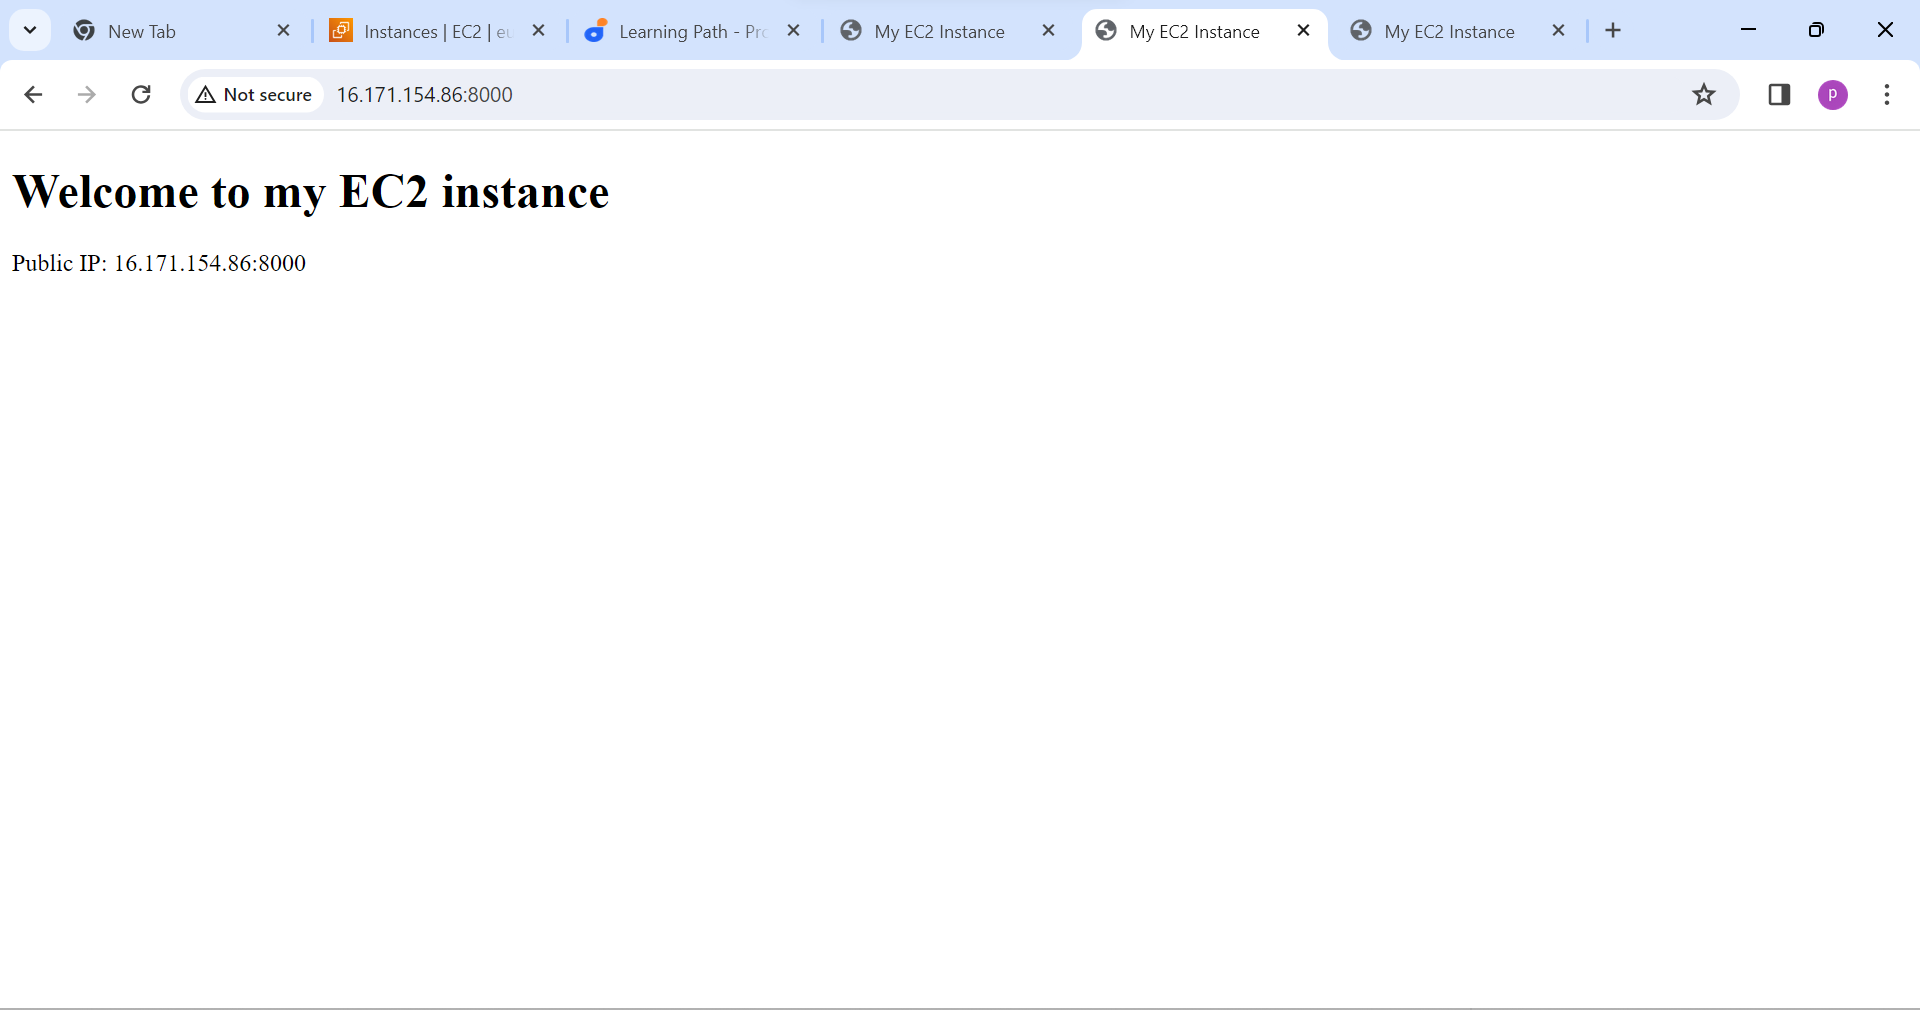 New Tab
Instances | EC2 | eu
Learning Path - Pro
My EC2 Instance
My EC2 Instance
My EC2 Instance
Not secure
16.171.154.86:8000
p
Welcome to my EC2 instance
Public IP: 16.171.154.86:8000